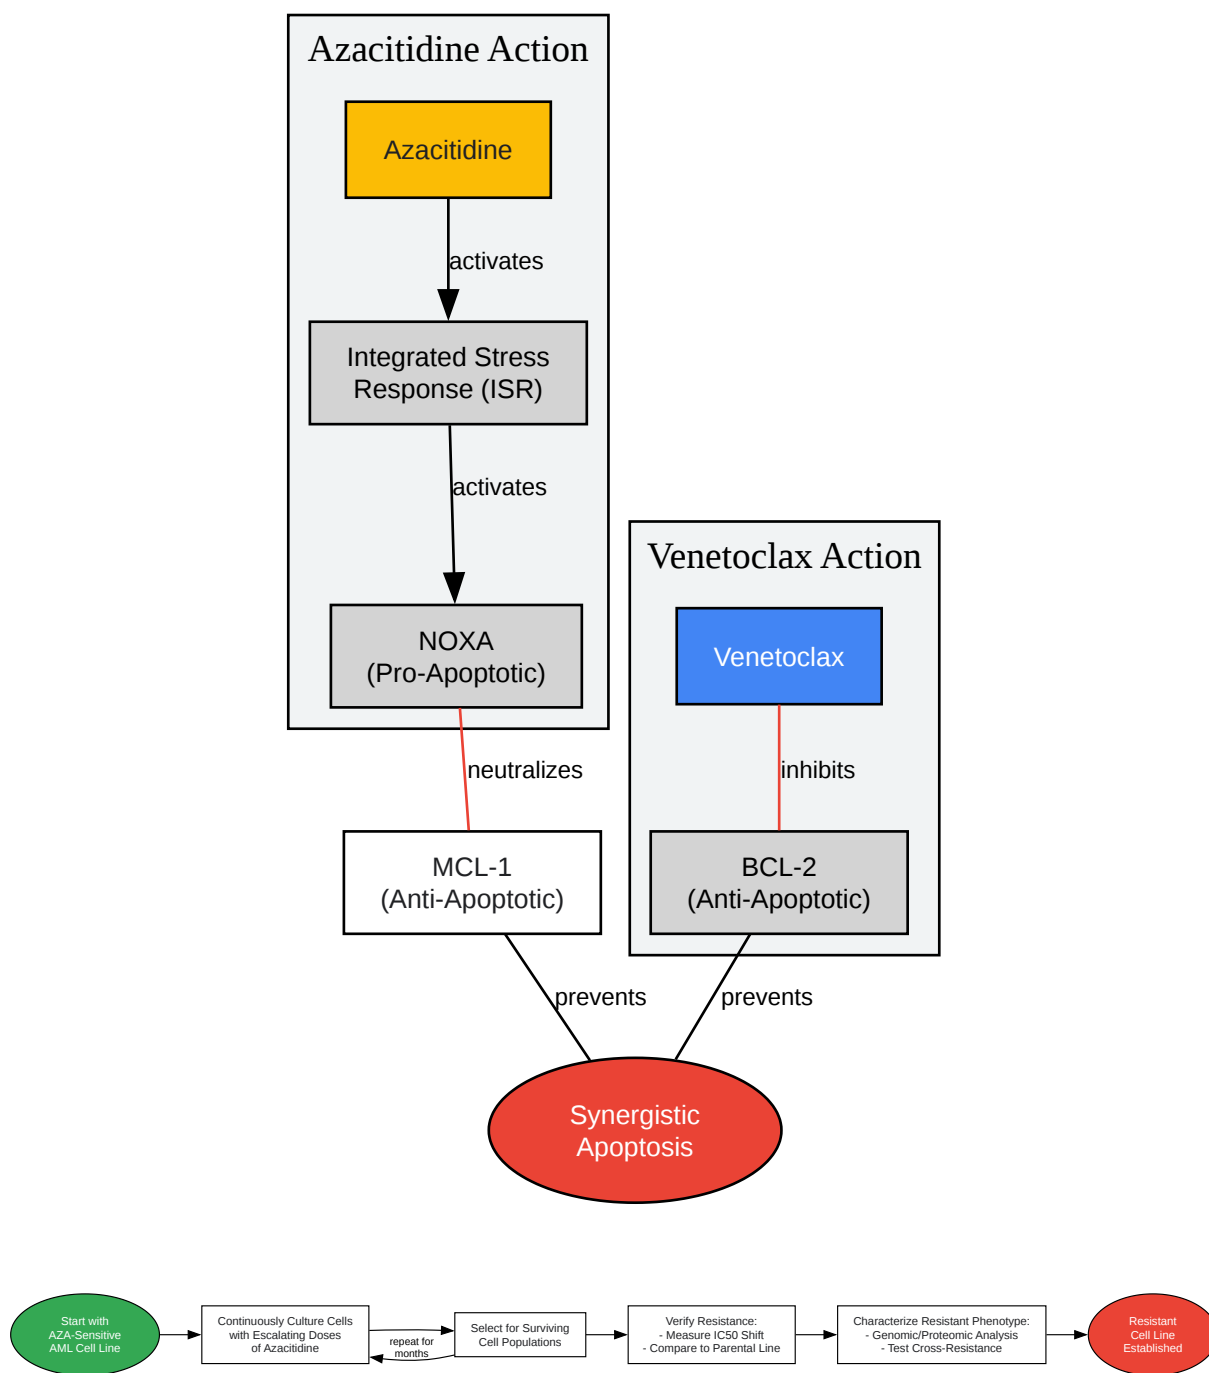 Azacitidine Action
Azacitidine
activates
Integrated Stress
Response (ISR)
activates
NOXA
(Pro-Apoptotic)
neutralizes
MCL-1
(Anti-Apoptotic)
prevents
Venetoclax Action
Venetoclax
inhibits
BCL-2
(Anti-Apoptotic)
prevents
Synergistic
Apoptosis
Start with
AZA-Sensitive
AML Cell Line
Continuously Culture Cells
with Escalating Doses
of Azacitidine
repeat for
months
Select for Surviving
Cell Populations
Verify Resistance:
- Measure IC50 Shift
- Compare to Parental Line
Characterize Resistant Phenotype:
- Genomic/Proteomic Analysis
- Test Cross-Resistance
Resistant
Cell Line
Established